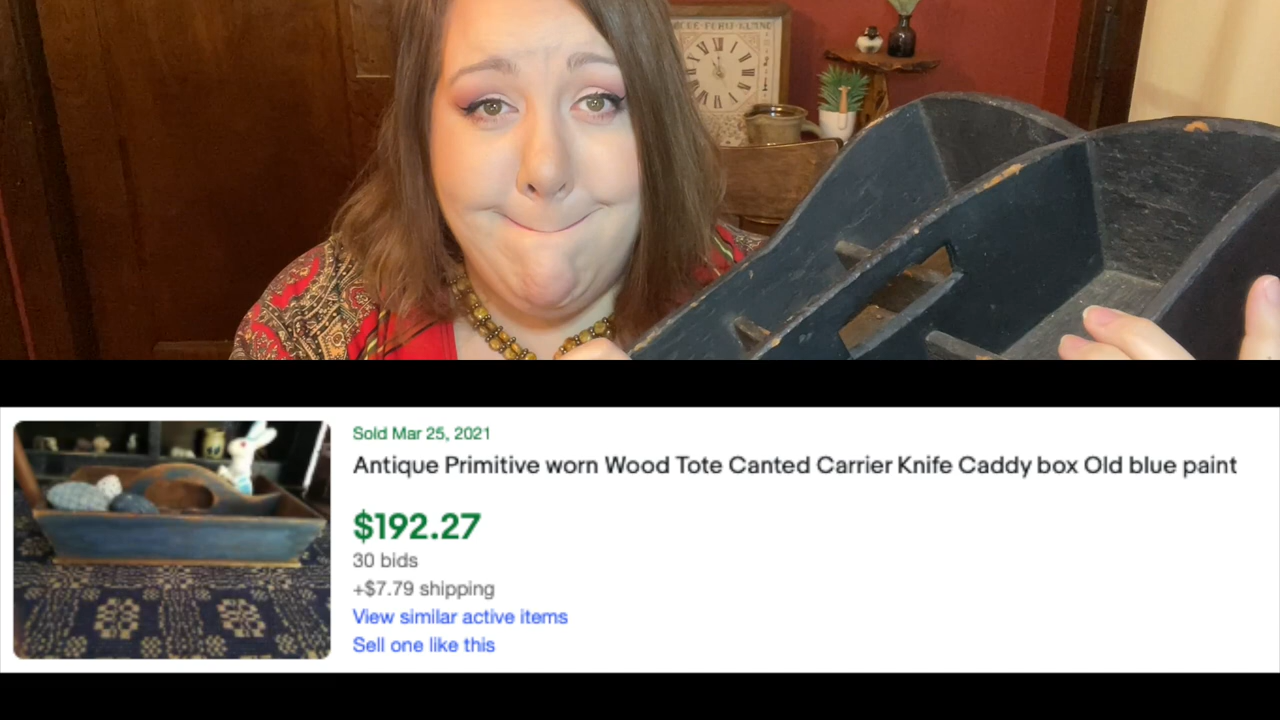 Sold Mar 25, 2021
Antique Primitive worn Wood Tote Canted Carrier Knife Caddy box Old blue paint
$192.27
30 bids
+$7.79 shipping
View similar active items
Sell one like this